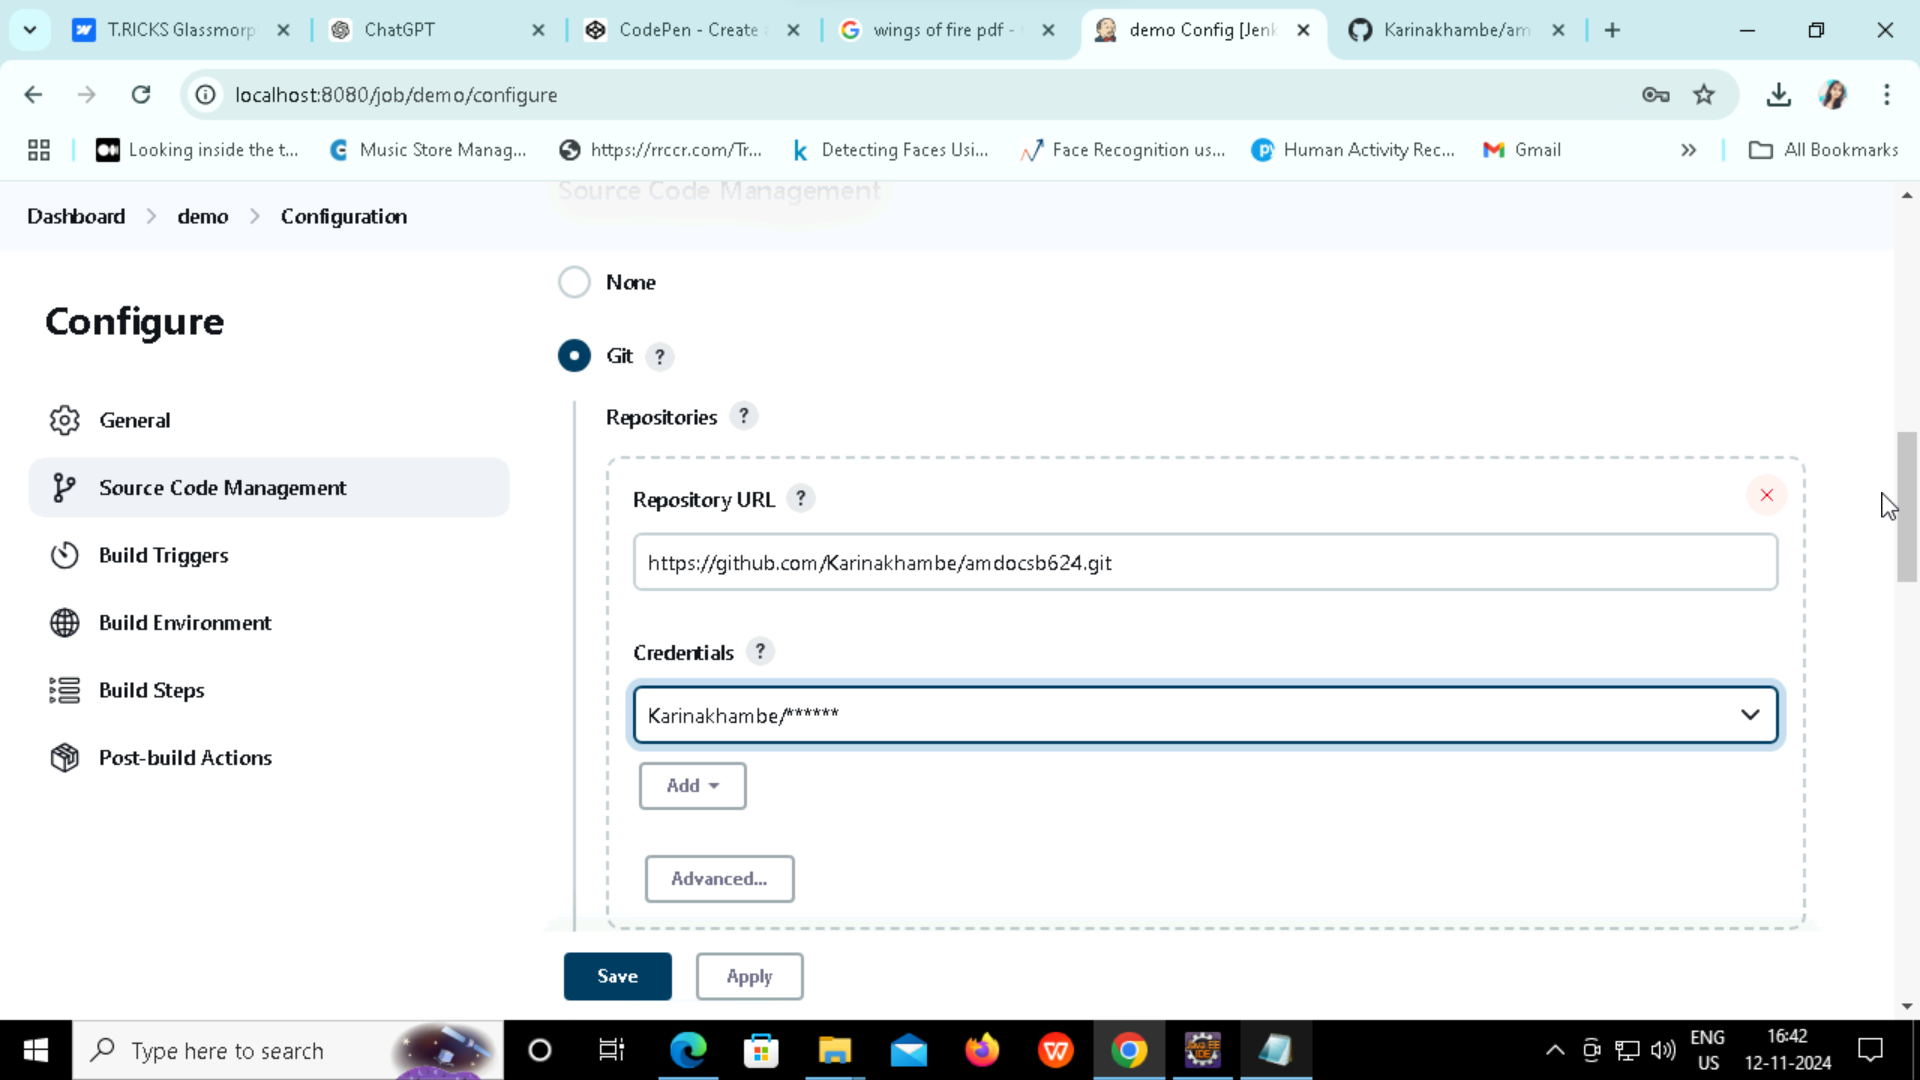 T.RICKS Glassmorp
ChatGPT
CodePen - Create a
wings of fire pdf -
demo Config [Jenk
Karinakhambe/am
localhost:8080/job/demo/configure
Looking inside the t...
Music Store Manag...
https://rrccr.com/Tr...
Detecting Faces Usi...
Face Recognition us...
Human Activity Rec...
Gmail
All Bookmarks
Source Code Management
Dashboard
demo
Configuration
None
Configure
Git ?
Repositories ?
General
Source Code Management
Repository URL ?
Build Triggers
https://github.com/Karinakhambe/amdocsb624.git
Build Environment
Credentials ?
Build Steps
Karinakhambe/******
Post-build Actions
Add
Advanced...
Save
Apply
Type here to search
ENG
US
16:42
12-11-2024